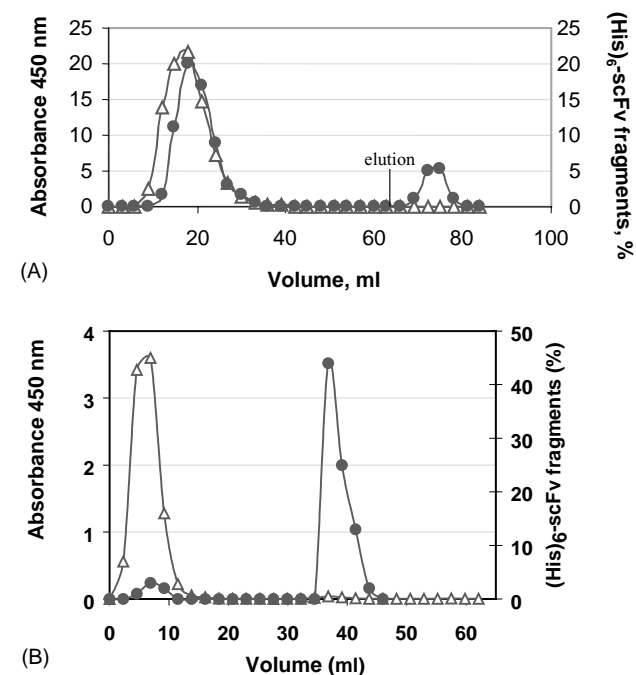 25
20
15
10
5
0
Absorbance 450 nm
25
20
15
10
5
0
(His)6-scFv fragments, %
elution
0 20 40 60 80 100
(A)
Volume, ml
4
3
2
1
0
Absorbance 450 nm
50
40
30
20
10
0
(His)6-scFv fragments (%)
0 10 20 30 40 50 60
(B)
Volume (ml)